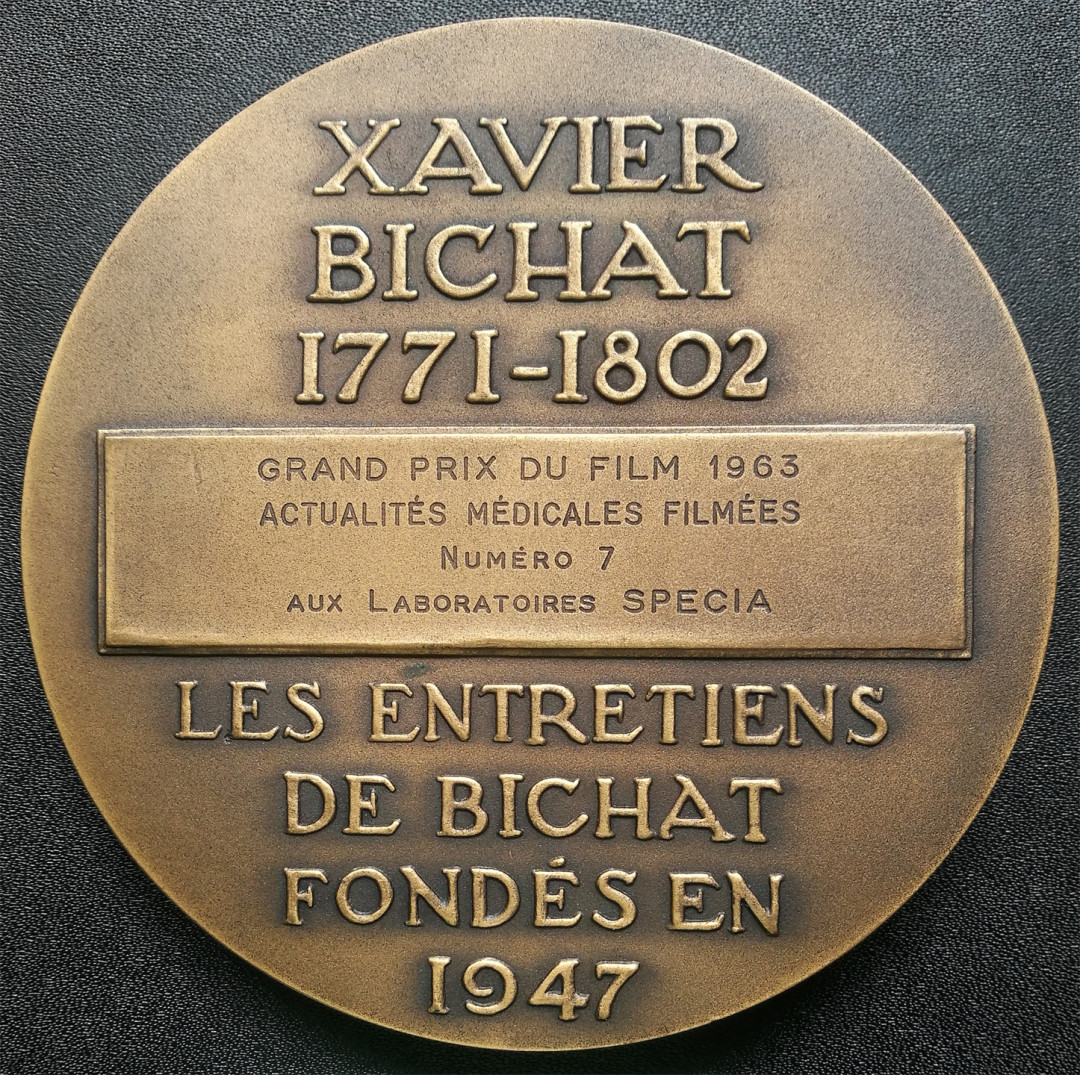 XAVIER
BICHAT
1771-1802
GRAND PRIX DU FILM 1963
ACTUALITÉS MÉDICALES FILMÉES
NUMÉRO 7
AUX LABORATOIRES SPECIA
LES ENTRETIENS
DE BICHAT
FONDÉS EN
1947